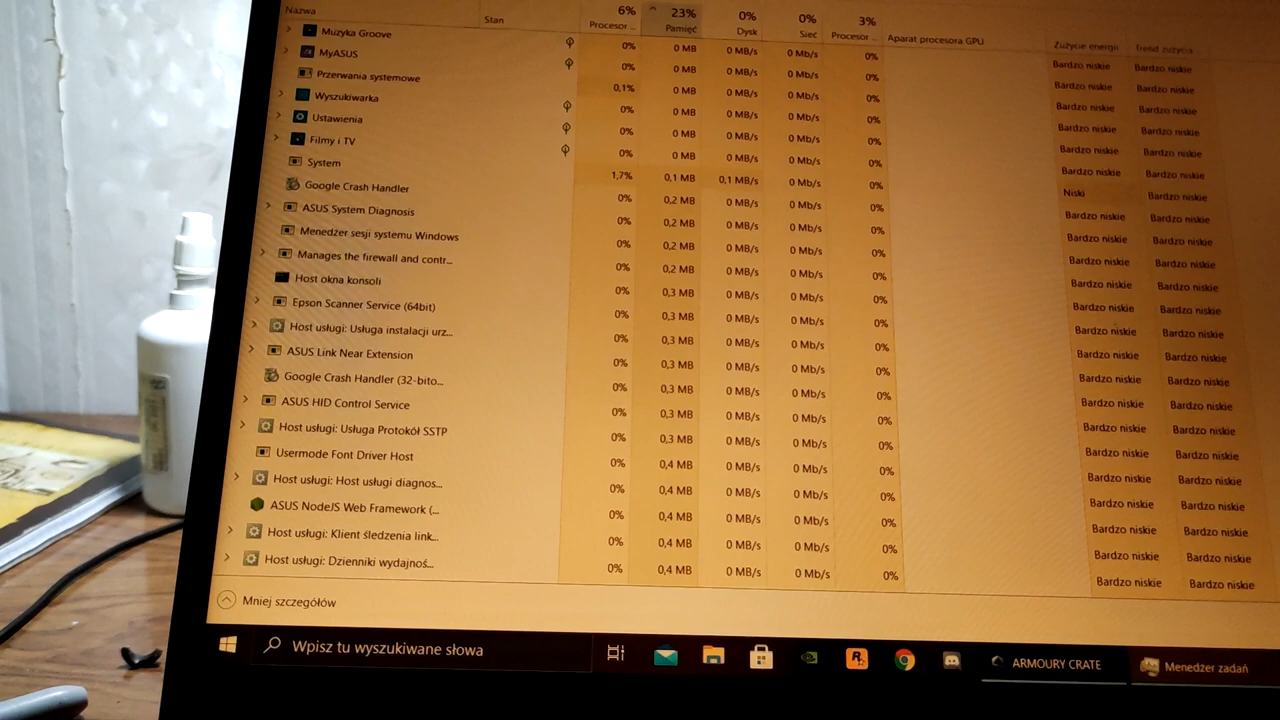 Nazwa Stan 6% Procesor ... 23% Pamięć 0% Dysk 0% Sieć 3% Procesor ... Aparat procesora GPU Zużycie energii Trend zużycia
Muzyka Groove 0% 0 MB 0 MB/s 0 Mb/s 0% Bardzo niskie Bardzo niskie
MyASUS 0% 0 MB 0 MB/s 0 Mb/s 0% Bardzo niskie Bardzo niskie
Przerwania systemowe 0,1% 0 MB 0 MB/s 0 Mb/s 0% Bardzo niskie Bardzo niskie
Wyszukiwarka 0% 0 MB 0 MB/s 0 Mb/s 0% Bardzo niskie Bardzo niskie
Ustawienia 0% 0 MB 0 MB/s 0 Mb/s 0% Bardzo niskie Bardzo niskie
Filmy i TV 0% 0 MB 0 MB/s 0 Mb/s 0% Bardzo niskie Bardzo niskie
System 1,7% 0,1 MB 0,1 MB/s 0 Mb/s 0% Niski Bardzo niskie
Google Crash Handler 0% 0,2 MB 0 MB/s 0 Mb/s 0% Bardzo niskie Bardzo niskie
ASUS System Diagnosis 0% 0,2 MB 0 MB/s 0 Mb/s 0% Bardzo niskie Bardzo niskie
Menedżer sesji systemu Windows 0% 0,2 MB 0 MB/s 0 Mb/s 0% Bardzo niskie Bardzo niskie
Manages the firewall and contr... 0% 0,2 MB 0 MB/s 0 Mb/s 0% Bardzo niskie Bardzo niskie
Host okna konsoli 0% 0,3 MB 0 MB/s 0 Mb/s 0% Bardzo niskie Bardzo niskie
Epson Scanner Service (64bit) 0% 0,3 MB 0 MB/s 0 Mb/s 0% Bardzo niskie Bardzo niskie
Host usługi: Usługa instalacji urz... 0% 0,3 MB 0 MB/s 0 Mb/s 0% Bardzo niskie Bardzo niskie
ASUS Link Near Extension 0% 0,3 MB 0 MB/s 0 Mb/s 0% Bardzo niskie Bardzo niskie
Google Crash Handler (32-bito... 0% 0,3 MB 0 MB/s 0 Mb/s 0% Bardzo niskie Bardzo niskie
ASUS HID Control Service 0% 0,3 MB 0 MB/s 0 Mb/s 0% Bardzo niskie Bardzo niskie
Host usługi: Usługa Protokół SSTP 0% 0,3 MB 0 MB/s 0 Mb/s 0% Bardzo niskie Bardzo niskie
Usermode Font Driver Host 0% 0,4 MB 0 MB/s 0 Mb/s 0% Bardzo niskie Bardzo niskie
Host usługi: Host usługi diagnos... 0% 0,4 MB 0 MB/s 0 Mb/s 0% Bardzo niskie Bardzo niskie
ASUS NodeJS Web Framework (... 0% 0,4 MB 0 MB/s 0 Mb/s 0% Bardzo niskie Bardzo niskie
Host usługi: Klient śledzenia link... 0% 0,4 MB 0 MB/s 0 Mb/s 0% Bardzo niskie Bardzo niskie
Host usługi: Dzienniki wydajnoś... 0% 0,4 MB 0 MB/s 0 Mb/s 0% Bardzo niskie Bardzo niskie
Mniej szczegółów
Wpisz tu wyszukiwane słowa ARMOURY CRATE Menedżer zadań